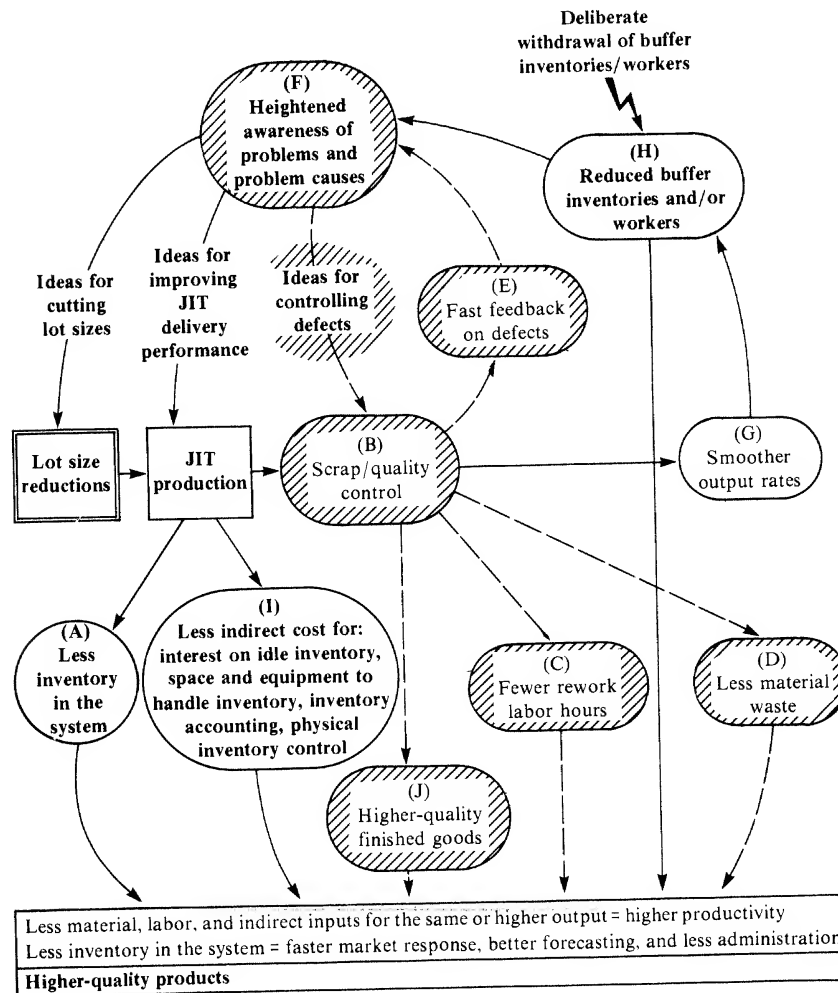 Deliberate
withdrawal of buffer
inventories/workers
(F)
Heightened
awareness of
problems and
problem causes
(H)
Reduced buffer
inventories and/or
workers
Ideas for
cutting
lot sizes
Ideas for
improving
JIT
delivery
performance
Ideas for
controlling
defects
(E)
Fast feedback
on defects
Lot size
reductions
JIT
production
(B)
Scrap/quality
control
(G)
Smoother
output rates
(A)
Less
inventory
in the
system
(I)
Less indirect cost for:
interest on idle inventory,
space and equipment to
handle inventory, inventory
accounting, physical
inventory control
(C)
Fewer rework
labor hours
(D)
Less material
waste
(J)
Higher-quality
finished goods
Less material, labor, and indirect inputs for the same or higher output = higher productivity
Less inventory in the system = faster market response, better forecasting, and less administration
Higher-quality products